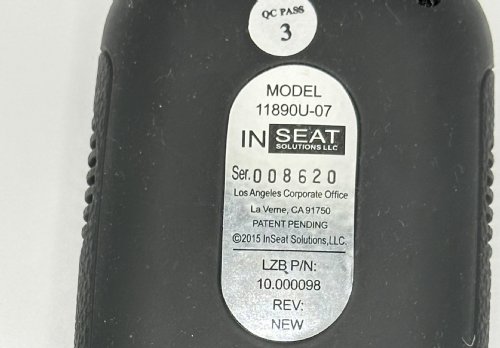 QC PASS
3
MODEL
11890U-07
IN SEAT
SOLUTIONS LLC
Ser. 008620
Los Angeles Corporate Office
La Verne, CA 91750
PATENT PENDING
©2015 InSeat Solutions, LLC.
LZB P/N:
10.000098
REV:
NEW